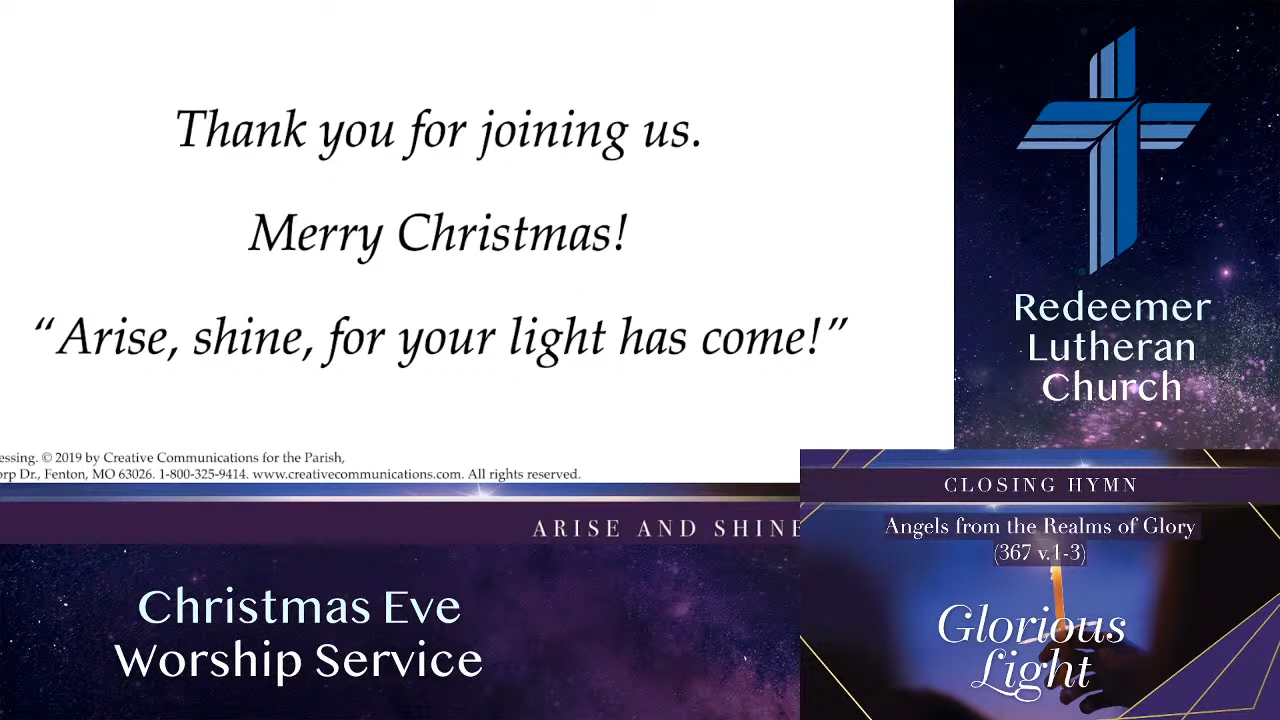 Thank you for joining us.
Merry Christmas!
“Arise, shine, for your light has come!”
essing. © 2019 by Creative Communications for the Parish,
orp Dr., Fenton, MO 63026. 1-800-325-9414. www.creativecommunications.com. All rights reserved.
Redeemer
Lutheran
Church
ARISE AND SHINE
Christmas Eve
Worship Service
CLOSING HYMN
Angels from the Realms of Glory
(367 v.1-3)
Glorious
Light